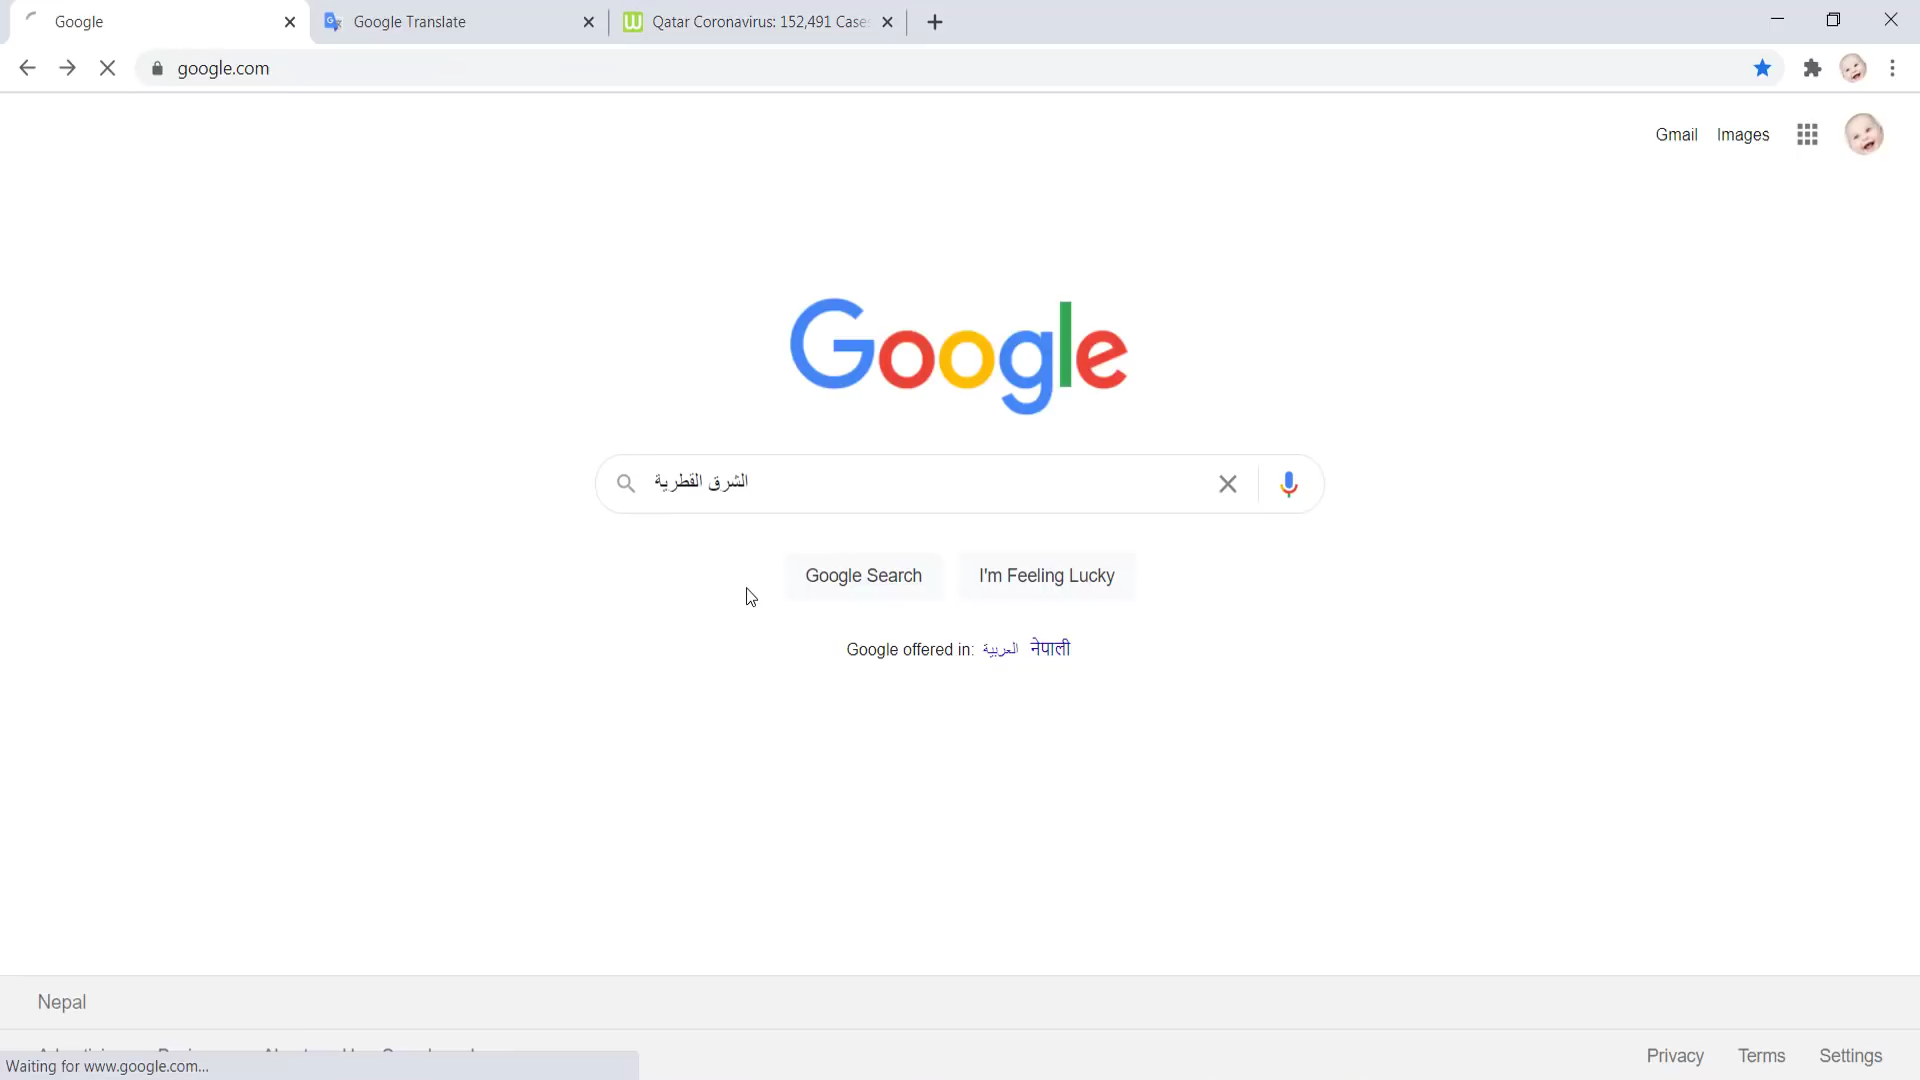 Google
Google Translate
Qatar Coronavirus: 152,491 Case
google.com
Gmail
Images
Google
الشرق القطرية
Google Search
I'm Feeling Lucky
Google offered in: العربية नेपाली
Nepal
Privacy
Terms
Settings
Waiting for www.google.com...